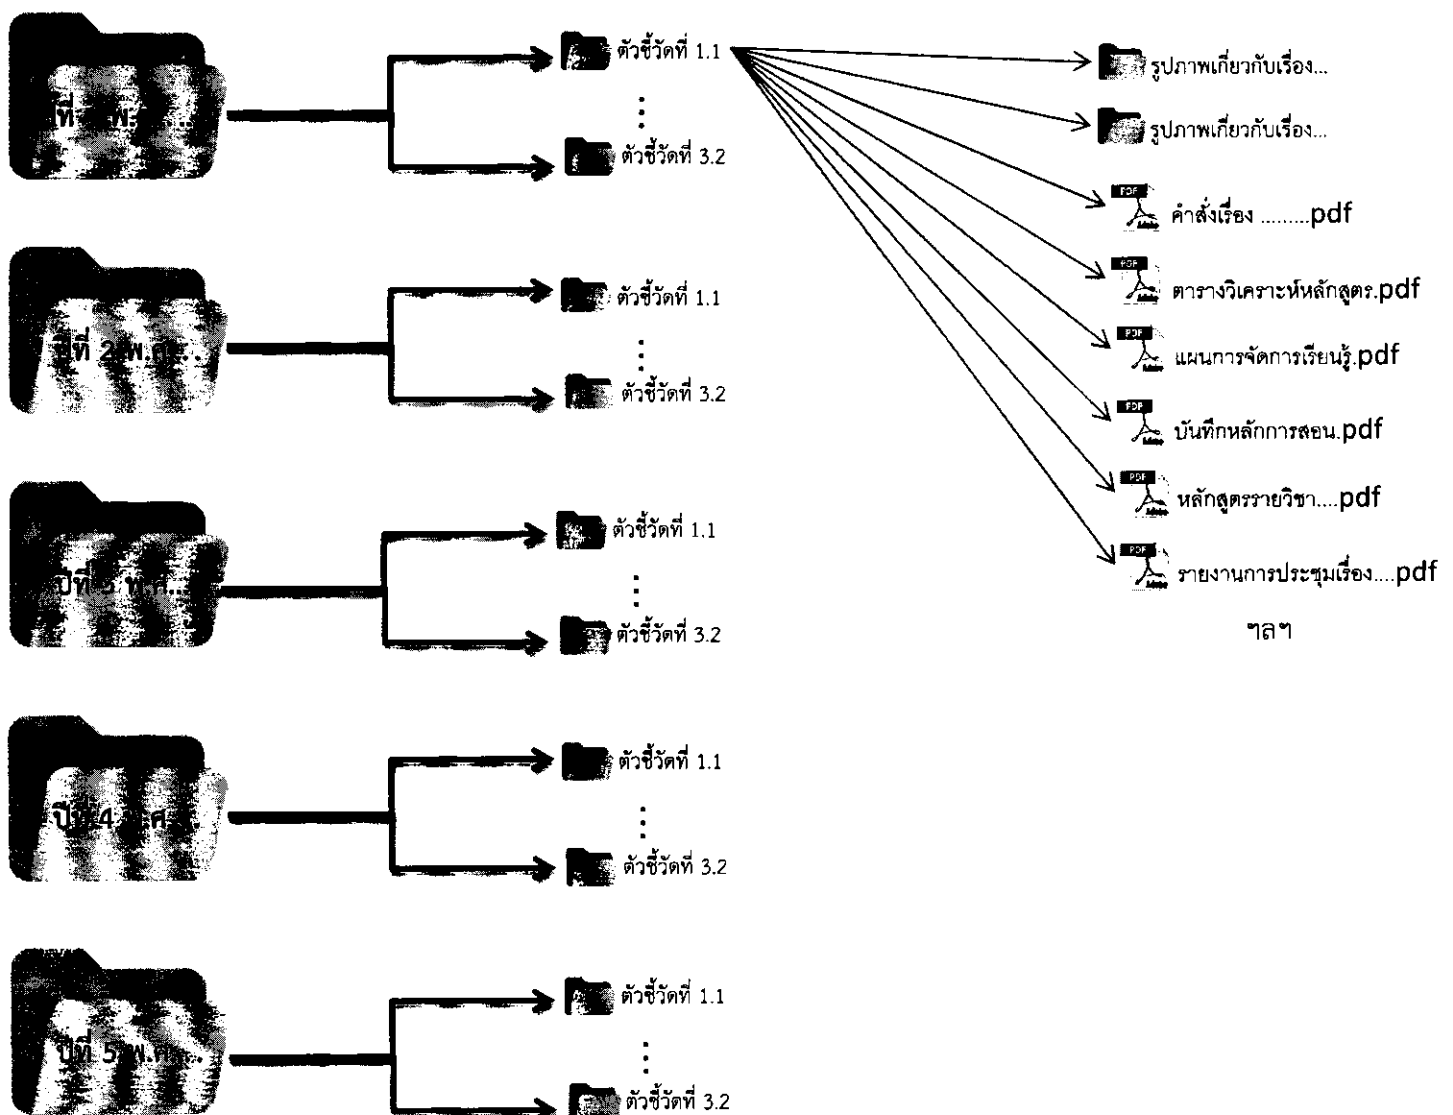 ปีที่
ตัวชี้วัดที่ 1.1
ตัวชี้วัดที่ 3.2
รูปภาพเกี่ยวกับเรื่อง...
รูปภาพเกี่ยวกับเรื่อง...
คำสั่งเรื่อง .........pdf
ตารางวิเคราะห์หลักสูตร.pdf
แผนการจัดการเรียนรู้.pdf
บันทึกหลักการสอน.pdf
หลักสูตรรายวิชา....pdf
รายงานการประชุมเรื่อง....pdf
ฯลฯ
ปีที่ 2 พ.ศ....
ตัวชี้วัดที่ 1.1
ตัวชี้วัดที่ 3.2
ปีที่ 3 พ.ศ....
ตัวชี้วัดที่ 1.1
ตัวชี้วัดที่ 3.2
ปีที่ 4 พ.ศ....
ตัวชี้วัดที่ 1.1
ตัวชี้วัดที่ 3.2
ปีที่ 5 พ.ศ....
ตัวชี้วัดที่ 1.1
ตัวชี้วัดที่ 3.2